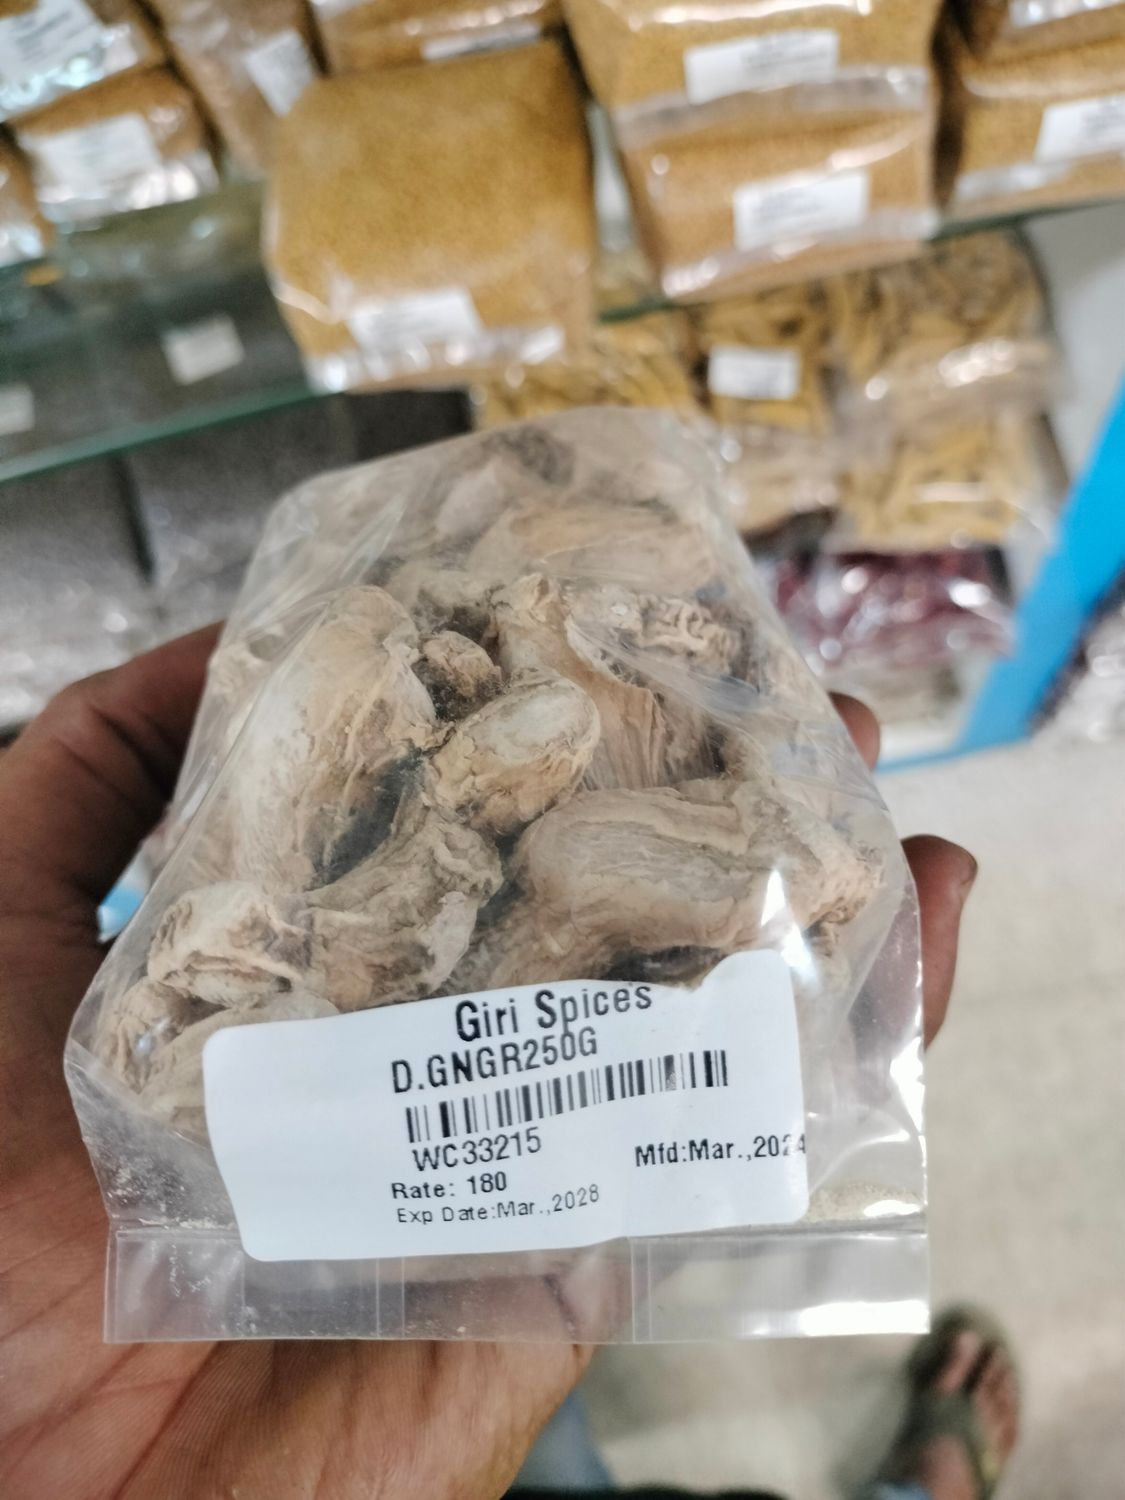 Giri Spices
D.GNGR250G
WC33215
Mfd:Mar.,2024
Rate: 180
Exp Date:Mar.,2028